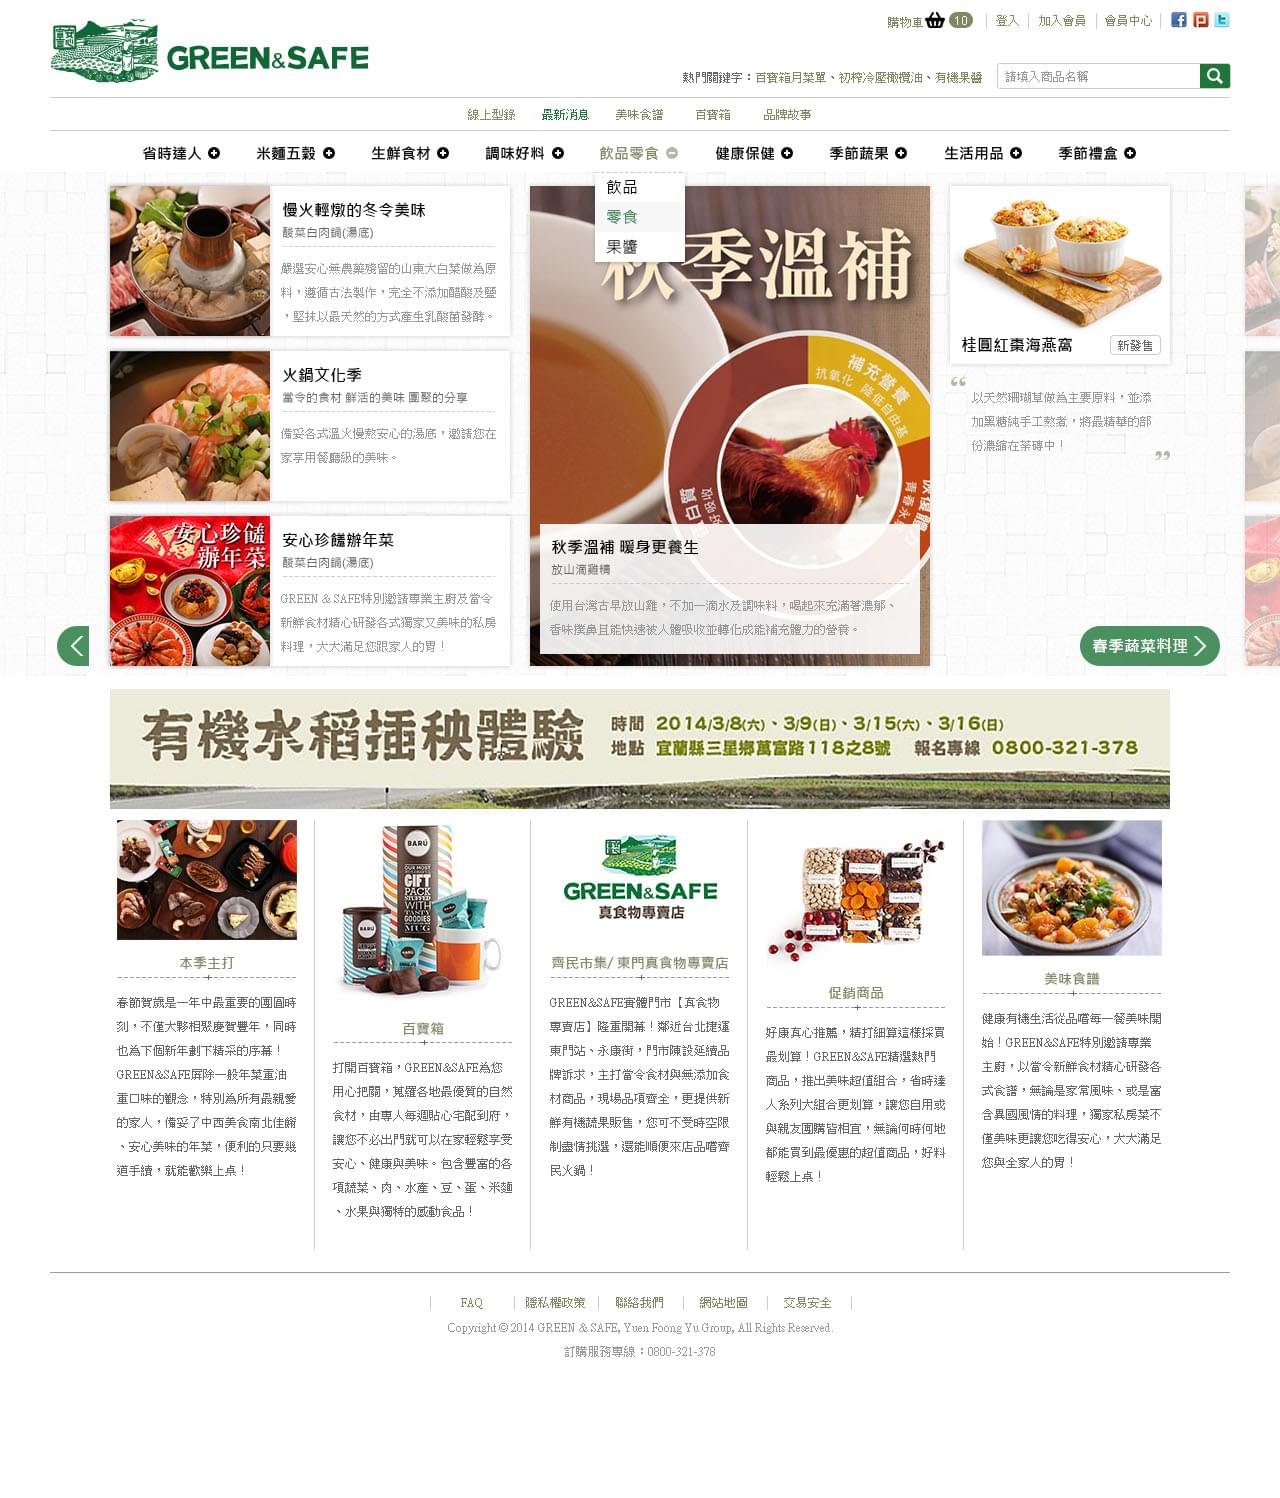 GREEN&SAFE
購物車 10 登入 加入會員 會員中心
熱門關鍵字：百寶箱月菜單、初榨冷壓橄欖油、有機果醬
請填入商品名稱
線上型錄 最新消息 美味食譜 百寶箱 品牌故事
省時達人 米麵五穀 生鮮食材 調味好料 飲品零食 健康保健 季節蔬果 生活用品 季節禮盒
飲品
零食
果醬
慢火輕燉的冬令美味
酸菜白肉鍋(湯底)
嚴選安心無農藥殘留的山東大白菜做為原
料，遵循古法製作，完全不添加醋酸及鹽
，堅抹以最天然的方式產生乳酸菌發酵。
火鍋文化季
當令的食材 鮮活的美味 團聚的分享
備妥各式溫火慢熬安心的湯底，邀請您在
家享用餐廳級的美味。
安心珍饈
辦年菜
安心珍饈辦年菜
酸菜白肉鍋(湯底)
GREEN & SAFE特別邀請專業主廚及當令
新鮮食材精心研發各式獨家又美味的私房
料理，大大滿足您跟家人的胃！
秋季溫補
補充營養
抗氧化 降低自由基
蛋白質
好吸收
秋季溫補 暖身更養生
放山滴雞精
使用台灣古早放山雞，不加一滴水及調味料，喝起來充滿著濃郁、
香味撲鼻且能快速被人體吸收並轉化成能補充體力的營養。
桂圓紅棗海燕窩 新發售
以天然珊瑚草做為主要原料，並添
加黑糖純手工熬煮，將最精華的部
份濃縮在茶磚中！
春季蔬菜料理
有機水稻插秧體驗
時間 2014/3/8(六)、3/9(日)、3/15(六)、3/16(日)
地點 宜蘭縣三星鄉萬富路118之8號 報名專線 0800-321-378
本季主打
春節賀歲是一年中最重要的團圓時
刻，不僅大夥相聚慶賀豐年，同時
也為下個新年劃下精采的序幕！
GREEN&SAFE屏除一般年菜重油
重口味的觀念，特別為所有最親愛
的家人，備妥了中西美食南北佳餚
、安心美味的年菜，便利的只要幾
道手續，就能歡樂上桌！
BARÚ
GIFT
PACK
STUFFED
WITH
TASTY
GOODIES
MUG
百寶箱
打開百寶箱，GREEN&SAFE為您
用心把關，蒐羅各地最優質的自然
食材，由專人每週貼心宅配到府，
讓您不必出門就可以在家輕鬆享受
安心、健康與美味。包含豐富的各
項蔬菜、肉、水產、豆、蛋、米麵
、水果與獨特的感動食品！
GREEN&SAFE
真食物專賣店
齊民市集/ 東門真食物專賣店
GREEN&SAFE實體門市【真食物
專賣店】隆重開幕！鄰近台北捷運
東門站、永康街，門市陳設延續品
牌訴求，主打當令食材與無添加食
材商品，現場品項齊全，更提供新
鮮有機蔬果販售，您可不受時空限
制盡情挑選，還能順便來店品嚐齊
民火鍋！
促銷商品
好康真心推薦，精打細算這樣採買
最划算！GREEN&SAFE精選熱門
商品，推出美味超值組合，省時達
人系列大組合更划算，讓您自用或
與親友團購皆相宜，無論何時何地
都能買到最優惠的超值商品，好料
輕鬆上桌！
美味食譜
健康有機生活從品嚐每一餐美味開
始！GREEN&SAFE特別邀請專業
主廚，以當令新鮮食材精心研發各
式食譜，無論是家常風味、或是富
含異國風情的料理，獨家私房菜不
僅美味更讓您吃得安心，大大滿足
您與全家人的胃！
FAQ 隱私權政策 聯絡我們 網站地圖 交易安全
Copyright © 2014 GREEN & SAFE, Yuen Foong Yu Group, All Rights Reserved.
訂購服務專線：0800-321-378